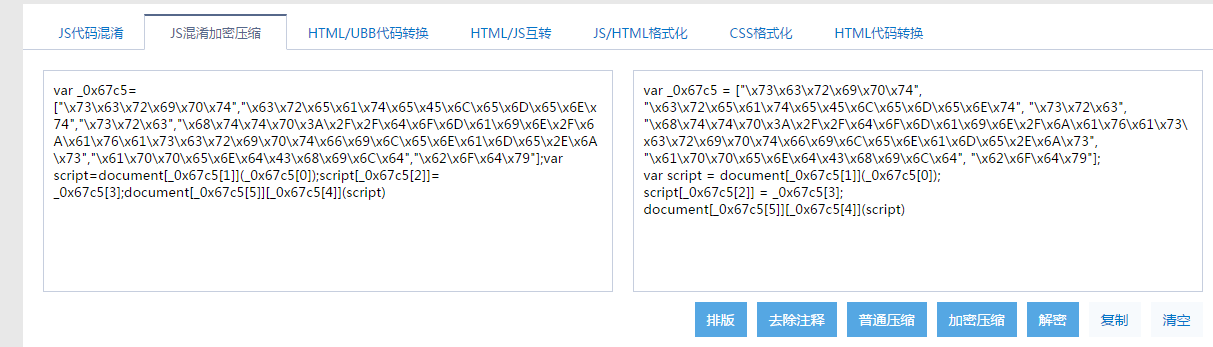 JS代码混淆 JS混淆加密压缩 HTML/UBB代码转换 HTML/JS互转 JS/HTML格式化 CSS格式化 HTML代码转换
var _0x67c5=
["\x73\x63\x72\x69\x70\x74","\x63\x72\x65\x61\x74\x65\x45\x6C\x65\x6D\x65\x6E\x
74","\x73\x72\x63","\x68\x74\x74\x70\x3A\x2F\x2F\x64\x6F\x6D\x61\x69\x6E\x2F\x6
A\x61\x76\x61\x73\x63\x72\x69\x70\x74\x66\x69\x6C\x65\x6E\x61\x6D\x65\x2E\x6A
\x73","\x61\x70\x70\x65\x6E\x64\x43\x68\x69\x6C\x64","\x62\x6F\x64\x79"];var
script=document[_0x67c5[1]](_0x67c5[0]);script[_0x67c5[2]]=
_0x67c5[3];document[_0x67c5[5]][_0x67c5[4]](script)
var _0x67c5 = ["\x73\x63\x72\x69\x70\x74",
"\x63\x72\x65\x61\x74\x65\x45\x6C\x65\x6D\x65\x6E\x74", "\x73\x72\x63",
"\x68\x74\x74\x70\x3A\x2F\x2F\x64\x6F\x6D\x61\x69\x6E\x2F\x6A\x61\x76\x61\x73\
x63\x72\x69\x70\x74\x66\x69\x6C\x65\x6E\x61\x6D\x65\x2E\x6A\x73",
"\x61\x70\x70\x65\x6E\x64\x43\x68\x69\x6C\x64", "\x62\x6F\x64\x79"];
var script = document[_0x67c5[1]](_0x67c5[0]);
script[_0x67c5[2]] = _0x67c5[3];
document[_0x67c5[5]][_0x67c5[4]](script)
排版 去除注释 普通压缩 加密压缩 解密 复制 清空